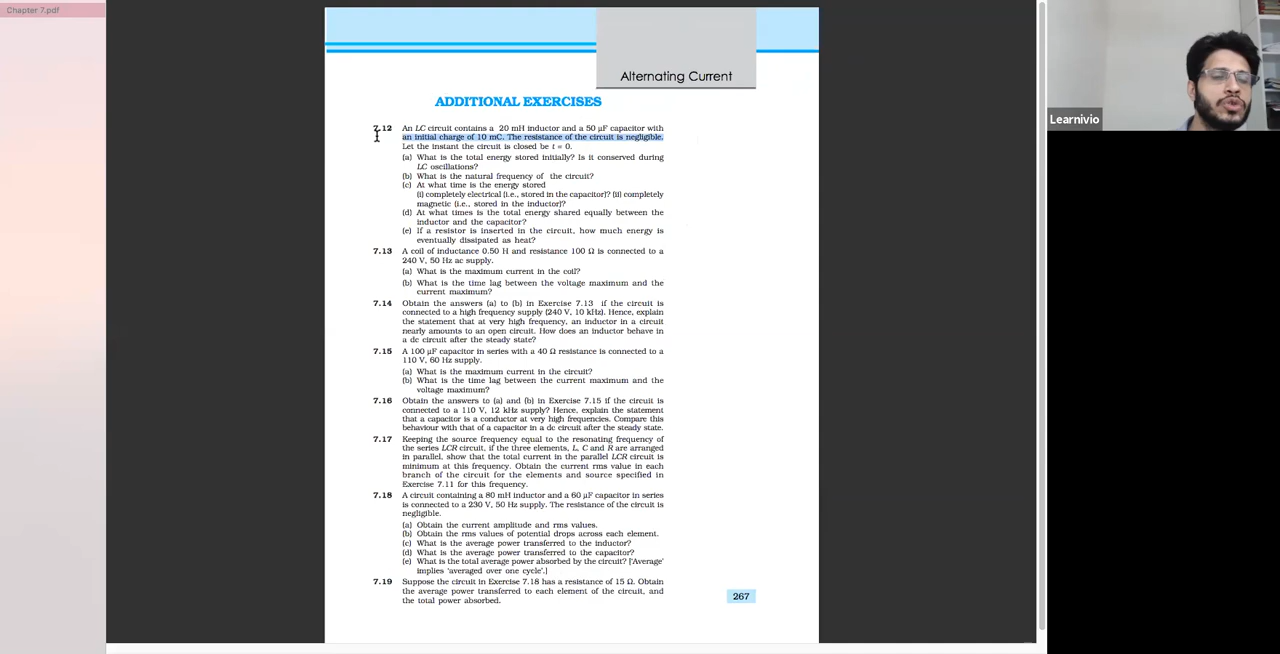 Chapter 7.pdf
Alternating Current
ADDITIONAL EXERCISES
7.12 An LC circuit contains a 20 mH inductor and a 50 μF capacitor with
an initial charge of 10 mC. The resistance of the circuit is negligible.
Let the instant the circuit is closed be t = 0.
(a) What is the total energy stored initially? Is it conserved during
LC oscillations?
(b) What is the natural frequency of the circuit?
(c) At what time is the energy stored
(i) completely electrical (i.e., stored in the capacitor)? (ii) completely
magnetic (i.e., stored in the inductor)?
(d) At what times is the total energy shared equally between the
inductor and the capacitor?
(e) If a resistor is inserted in the circuit, how much energy is
eventually dissipated as heat?
7.13 A coil of inductance 0.50 H and resistance 100 Ω is connected to a
240 V, 50 Hz ac supply.
(a) What is the maximum current in the coil?
(b) What is the time lag between the voltage maximum and the
current maximum?
7.14 Obtain the answers (a) to (b) in Exercise 7.13 if the circuit is
connected to a high frequency supply (240 V, 10 kHz). Hence, explain
the statement that at very high frequency, an inductor in a circuit
nearly amounts to an open circuit. How does an inductor behave in
a dc circuit after the steady state?
7.15 A 100 μF capacitor in series with a 40 Ω resistance is connected to a
110 V, 60 Hz supply.
(a) What is the maximum current in the circuit?
(b) What is the time lag between the current maximum and the
voltage maximum?
7.16 Obtain the answers to (a) and (b) in Exercise 7.15 if the circuit is
connected to a 110 V, 12 kHz supply? Hence, explain the statement
that a capacitor is a conductor at very high frequencies. Compare this
behaviour with that of a capacitor in a dc circuit after the steady state.
7.17 Keeping the source frequency equal to the resonating frequency of
the series LCR circuit, if the three elements, L, C and R are arranged
in parallel, show that the total current in the parallel LCR circuit is
minimum at this frequency. Obtain the current rms value in each
branch of the circuit for the elements and source specified in
Exercise 7.11 for this frequency.
7.18 A circuit containing a 80 mH inductor and a 60 μF capacitor in series
is connected to a 230 V, 50 Hz supply. The resistance of the circuit is
negligible.
(a) Obtain the current amplitude and rms values.
(b) Obtain the rms values of potential drops across each element.
(c) What is the average power transferred to the inductor?
(d) What is the average power transferred to the capacitor?
(e) What is the total average power absorbed by the circuit? ['Average'
implies 'averaged over one cycle'.]
7.19 Suppose the circuit in Exercise 7.18 has a resistance of 15 Ω. Obtain
the average power transferred to each element of the circuit, and
the total power absorbed.
267
Learnivio